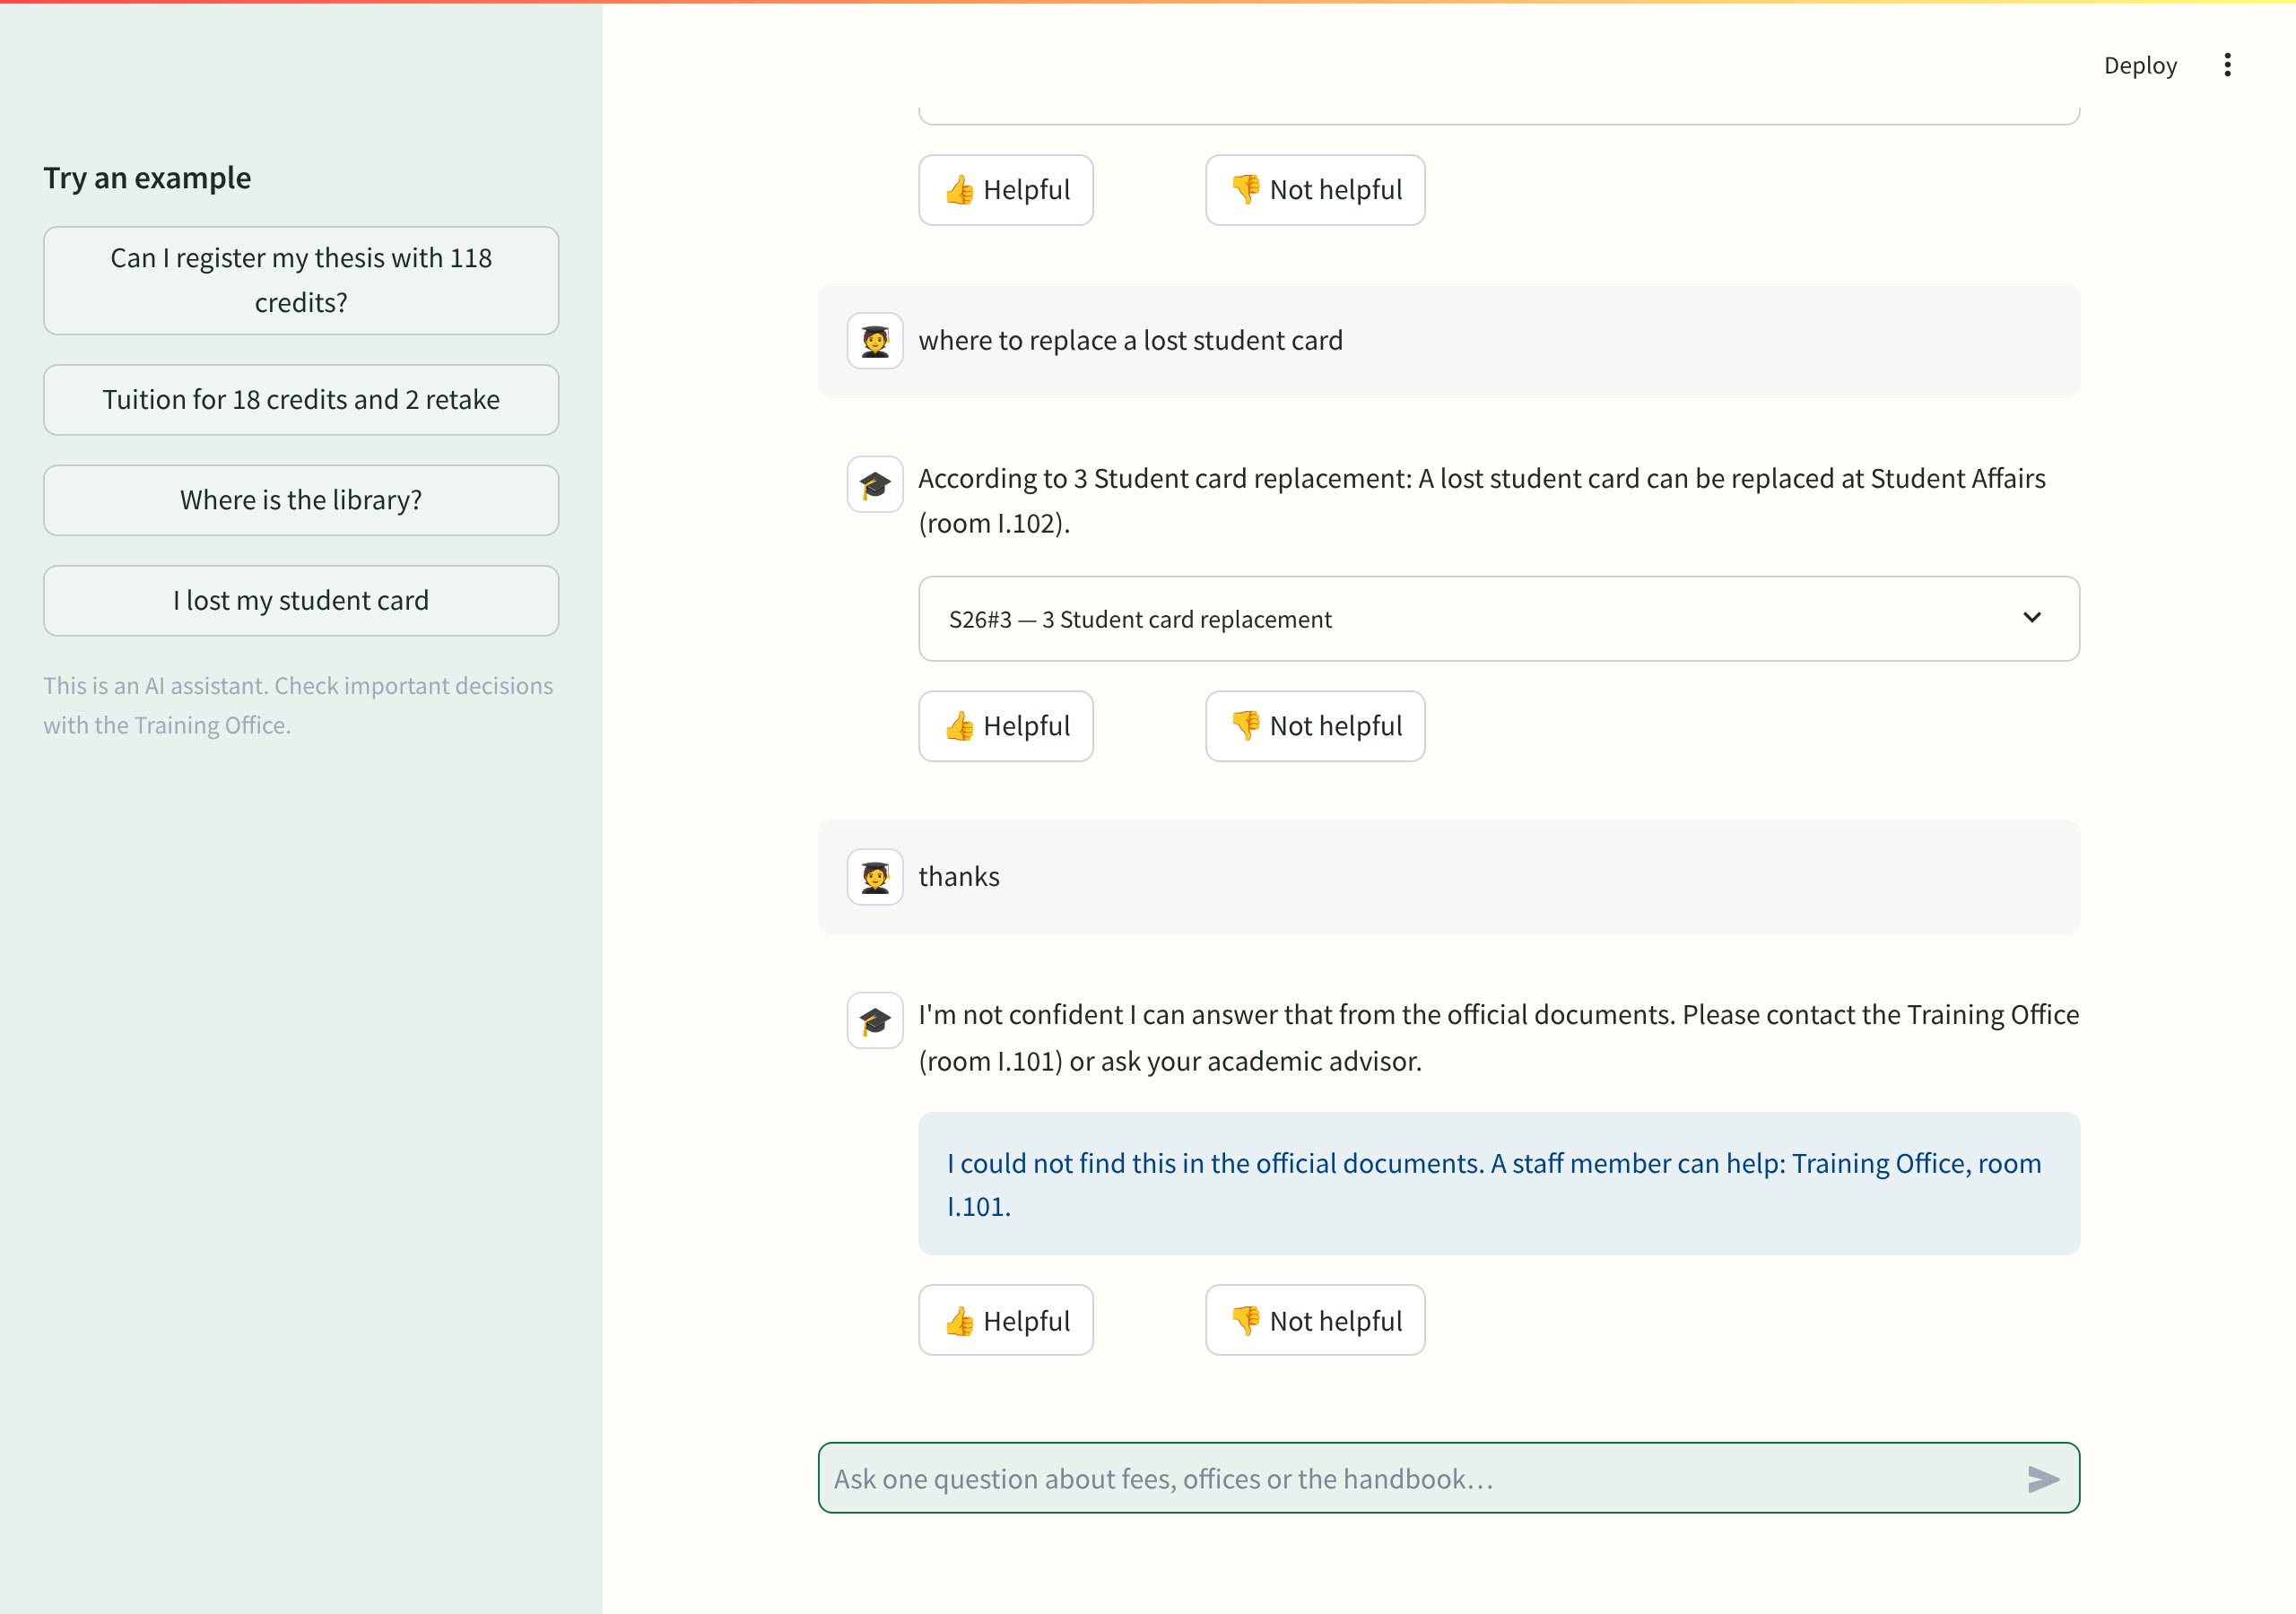 Deploy
Try an example
Can I register my thesis with 118
credits?
Tuition for 18 credits and 2 retake
Where is the library?
I lost my student card
This is an AI assistant. Check important decisions
with the Training Office.
👍 Helpful
👎 Not helpful
where to replace a lost student card
According to 3 Student card replacement: A lost student card can be replaced at Student Affairs
(room I.102).
S26#3 — 3 Student card replacement
👍 Helpful
👎 Not helpful
thanks
I'm not confident I can answer that from the official documents. Please contact the Training Office
(room I.101) or ask your academic advisor.
I could not find this in the official documents. A staff member can help: Training Office, room
I.101.
👍 Helpful
👎 Not helpful
Ask one question about fees, offices or the handbook…